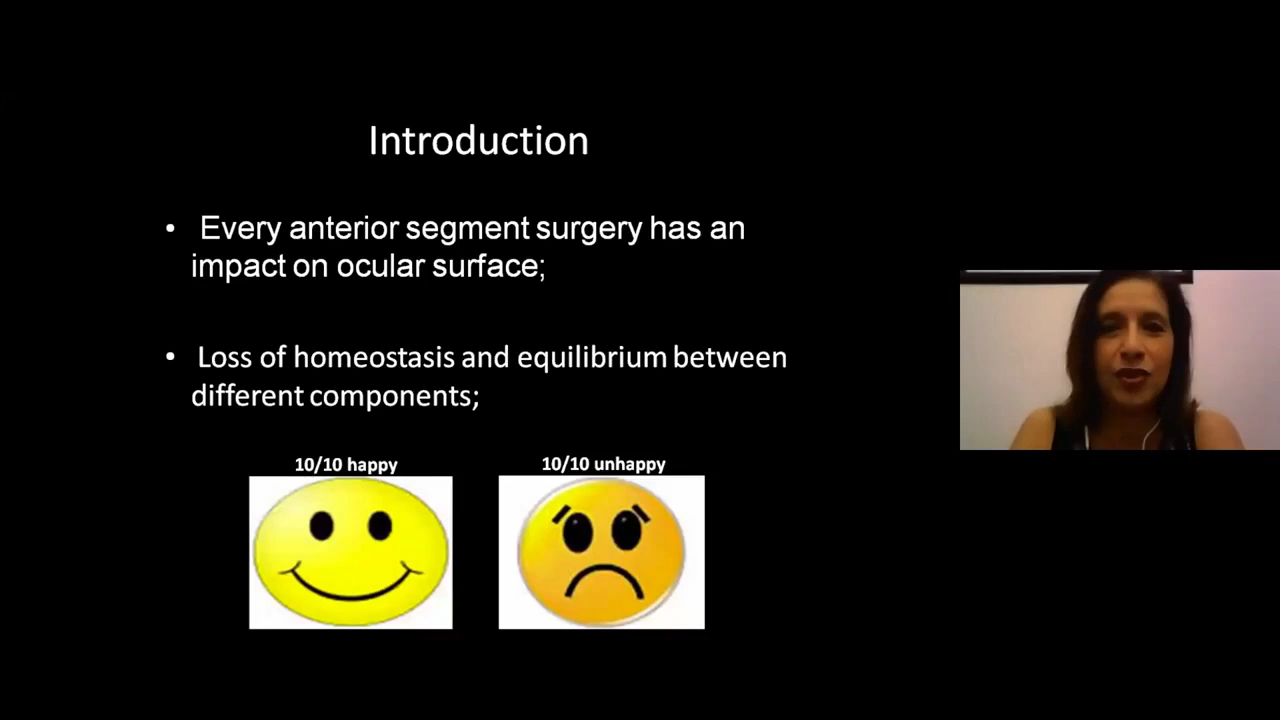 Introduction
• Every anterior segment surgery has an
impact on ocular surface;
• Loss of homeostasis and equilibrium between
different components;
10/10 happy
10/10 unhappy